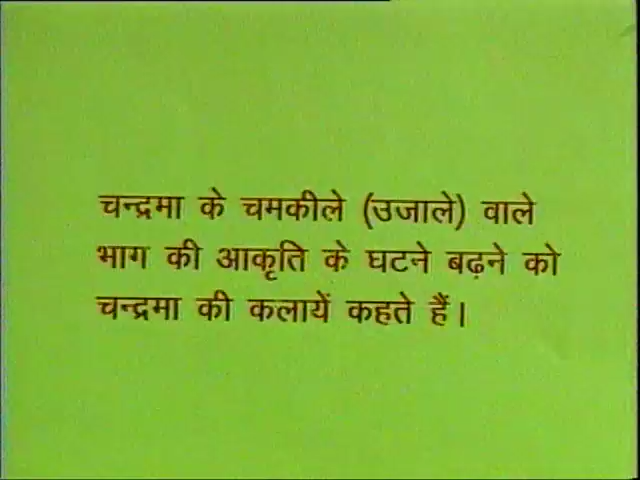 चन्द्रमा के चमकीले (उजाले) वाले
भाग की आकृति के घटने बढ़ने को
चन्द्रमा की कलायें कहते हैं।